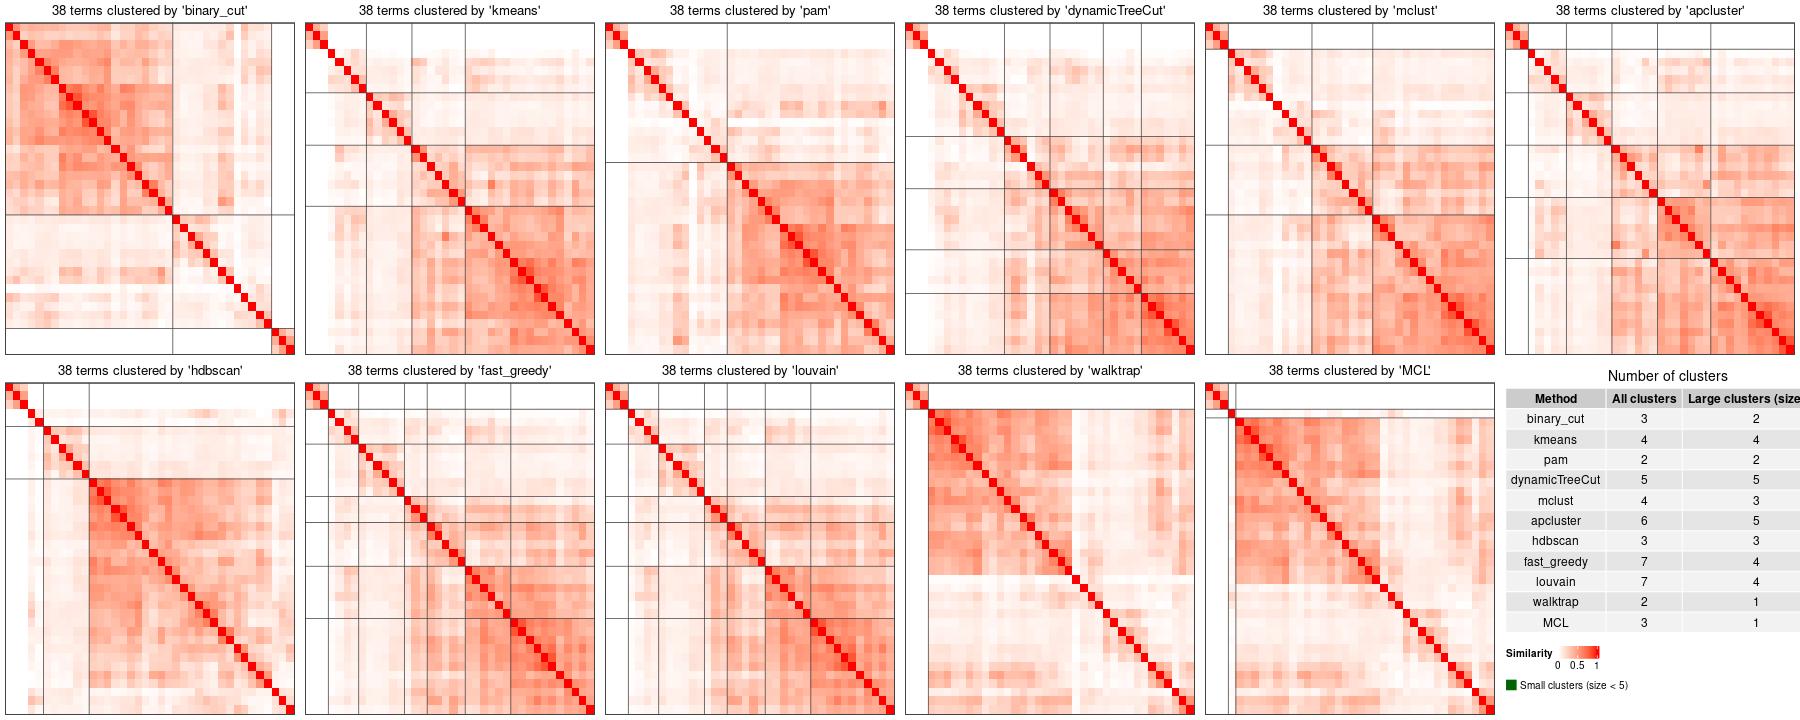 38 terms clustered by 'binary_cut'
38 terms clustered by 'kmeans'
38 terms clustered by 'pam'
38 terms clustered by 'dynamicTreeCut'
38 terms clustered by 'mclust'
38 terms clustered by 'apcluster'
38 terms clustered by 'hdbscan'
38 terms clustered by 'fast_greedy'
38 terms clustered by 'louvain'
38 terms clustered by 'walktrap'
38 terms clustered by 'MCL'
Number of clusters
Method All clusters Large clusters (size
binary_cut 3 2
kmeans 4 4
pam 2 2
dynamicTreeCut 5 5
mclust 4 3
apcluster 6 5
hdbscan 3 3
fast_greedy 7 4
louvain 7 4
walktrap 2 1
MCL 3 1
Similarity
0 0.5 1
Small clusters (size < 5)